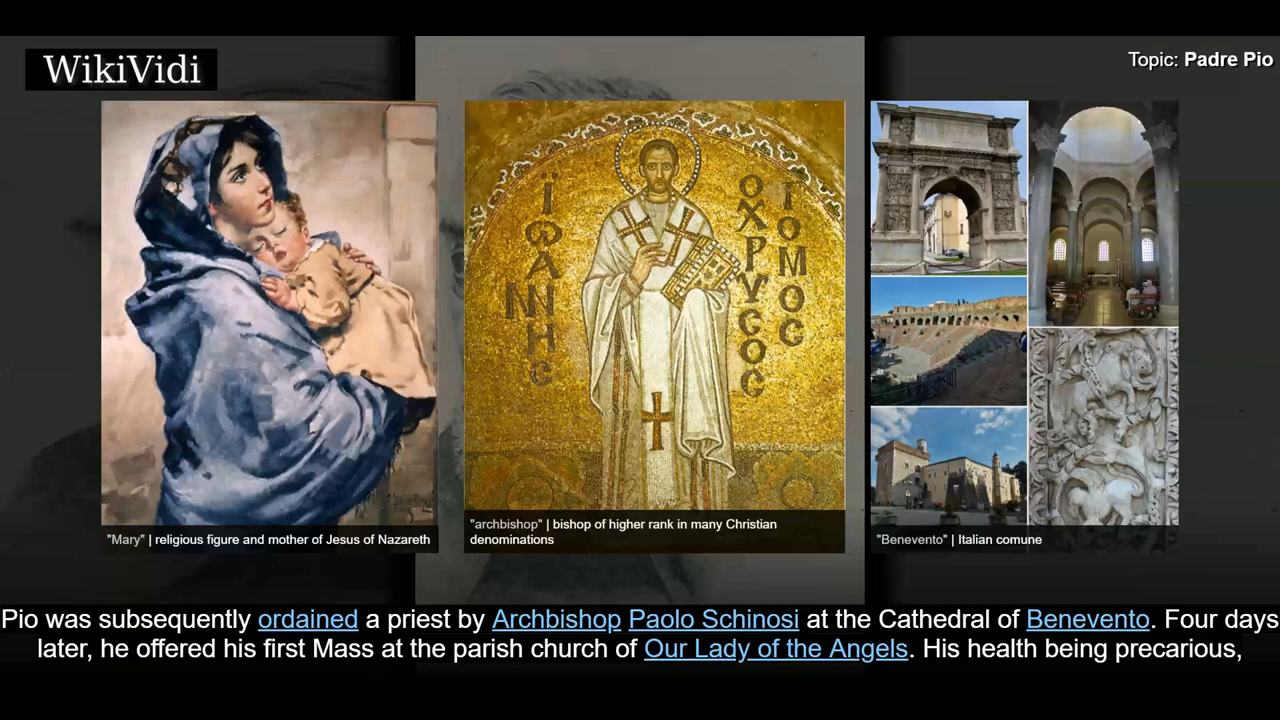 WikiVidi
Topic: Padre Pio
ΪΩΑΝΝΗС
ΟΧΡΥСΟС
ΤΟΜΟС
"Mary" | religious figure and mother of Jesus of Nazareth
"archbishop" | bishop of higher rank in many Christian
denominations
"Benevento" | Italian comune
Pio was subsequently ordained a priest by Archbishop Paolo Schinosi at the Cathedral of Benevento. Four days
later, he offered his first Mass at the parish church of Our Lady of the Angels. His health being precarious,